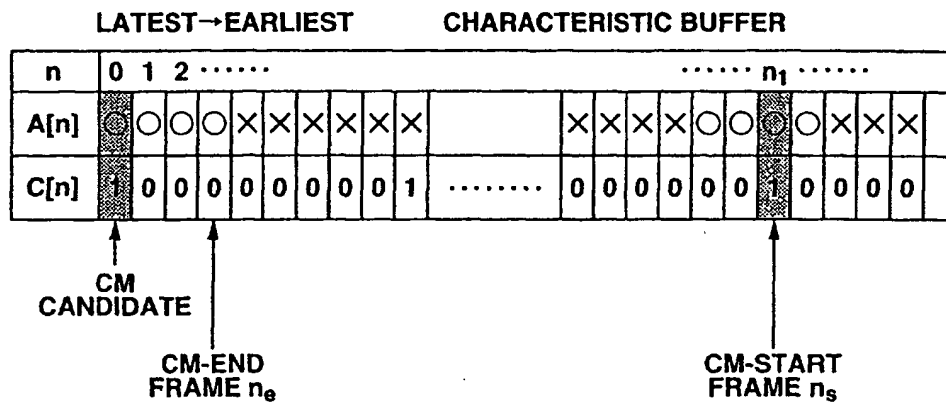 LATEST→EARLIEST CHARACTERISTIC BUFFER
n 0 1 2 ······ ······ n₁ ······
A[n] ○ ○ ○ ○ × × × × × × × × × × ○ ○ ○ ○ × × ×
C[n] 1 0 0 0 0 0 0 0 0 1 ········ 0 0 0 0 0 0 1 0 0 0 0
CM
CANDIDATE
CM-END
FRAME nₑ
CM-START
FRAME nₛ